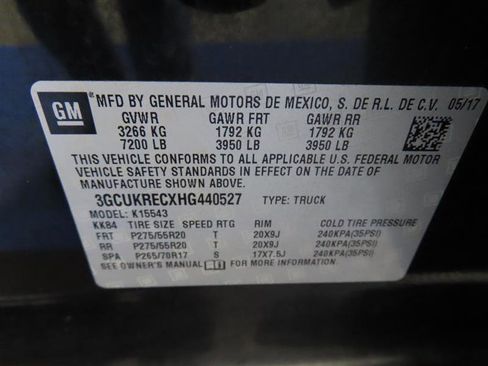 GM MFD BY GENERAL MOTORS DE MEXICO, S. DE R.L. DE C.V. 05/17
GVWR GAWR FRT GAWR RR
3266 KG 1792 KG 1792 KG
7200 LB 3950 LB 3950 LB
THIS VEHICLE CONFORMS TO ALL APPLICABLE U.S. FEDERAL MOTOR
VEHICLE SAFETY STANDARDS IN EFFECT ON THE DATE
OF MANUFACTURE SHOWN ABOVE.
3GCUKRECXHG440527 TYPE: TRUCK
MODEL: K15543
KKB4 TIRE SIZE SPEED RTG RIM COLD TIRE PRESSURE
FRT P275/55R20 T 20X9J 240KPA(35PSI)
RR P275/55R20 T 20X9J 240KPA(35PSI)
SPA P265/70R17 S 17X7.5J 240KPA(35PSI)
SEE OWNER'S MANUAL FOR MORE INFORMATION.